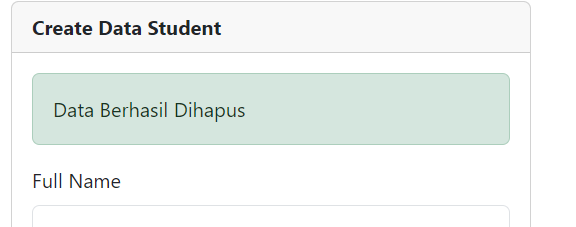 Create Data Student
Data Berhasil Dihapus
Full Name